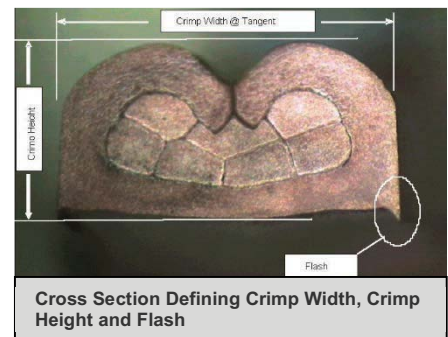 Crimp Width @ Tangent
Crimp Height
Flash
Cross Section Defining Crimp Width, Crimp
Height and Flash